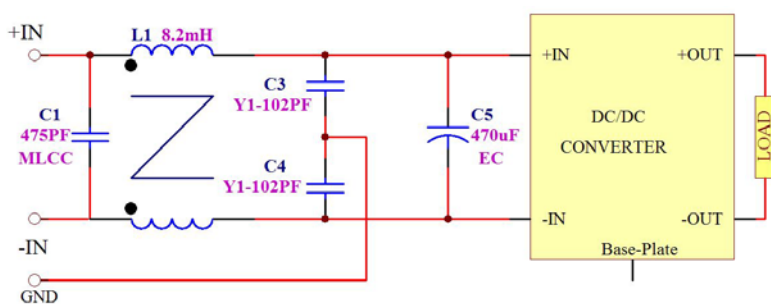 +IN
L1 8.2mH
C1
475PF
MLCC
C3
Y1-102PF
C4
Y1-102PF
C5
470uF
EC
+IN
+OUT
DC/DC
CONVERTER
LOAD
-IN
-OUT
Base-Plate
-IN
GND